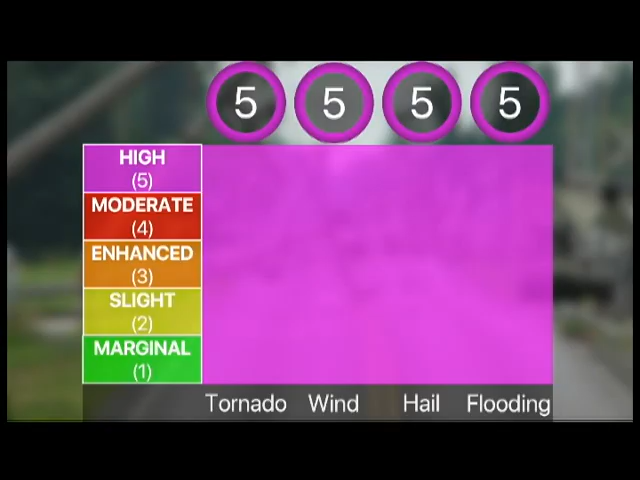 5 5 5 5
HIGH
(5)
MODERATE
(4)
ENHANCED
(3)
SLIGHT
(2)
MARGINAL
(1)
Tornado Wind Hail Flooding